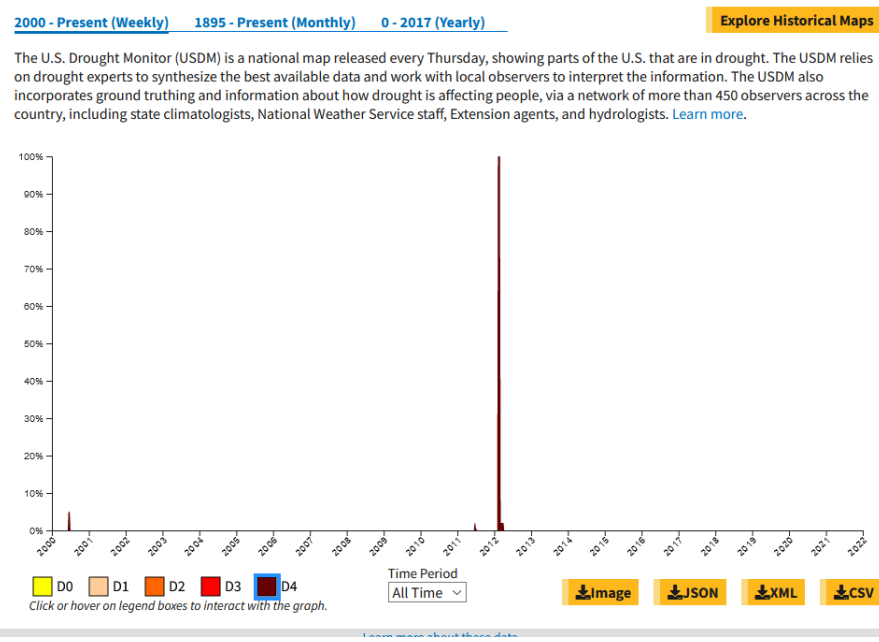 2000 - Present (Weekly) 1895 - Present (Monthly) 0 - 2017 (Yearly) Explore Historical Maps
The U.S. Drought Monitor (USDM) is a national map released every Thursday, showing parts of the U.S. that are in drought. The USDM relies
on drought experts to synthesize the best available data and work with local observers to interpret the information. The USDM also
incorporates ground truthing and information about how drought is affecting people, via a network of more than 450 observers across the
country, including state climatologists, National Weather Service staff, Extension agents, and hydrologists. Learn more.
100%
90%
80%
70%
60%
50%
40%
30%
20%
10%
0%
2000 2001 2002 2003 2004 2005 2006 2007 2008 2009 2010 2011 2012 2013 2014 2015 2016 2017 2018 2019 2020 2021 2022
D0 D1 D2 D3 D4
Click or hover on legend boxes to interact with the graph.
Time Period
All Time
Image JSON XML CSV
Learn more about these data